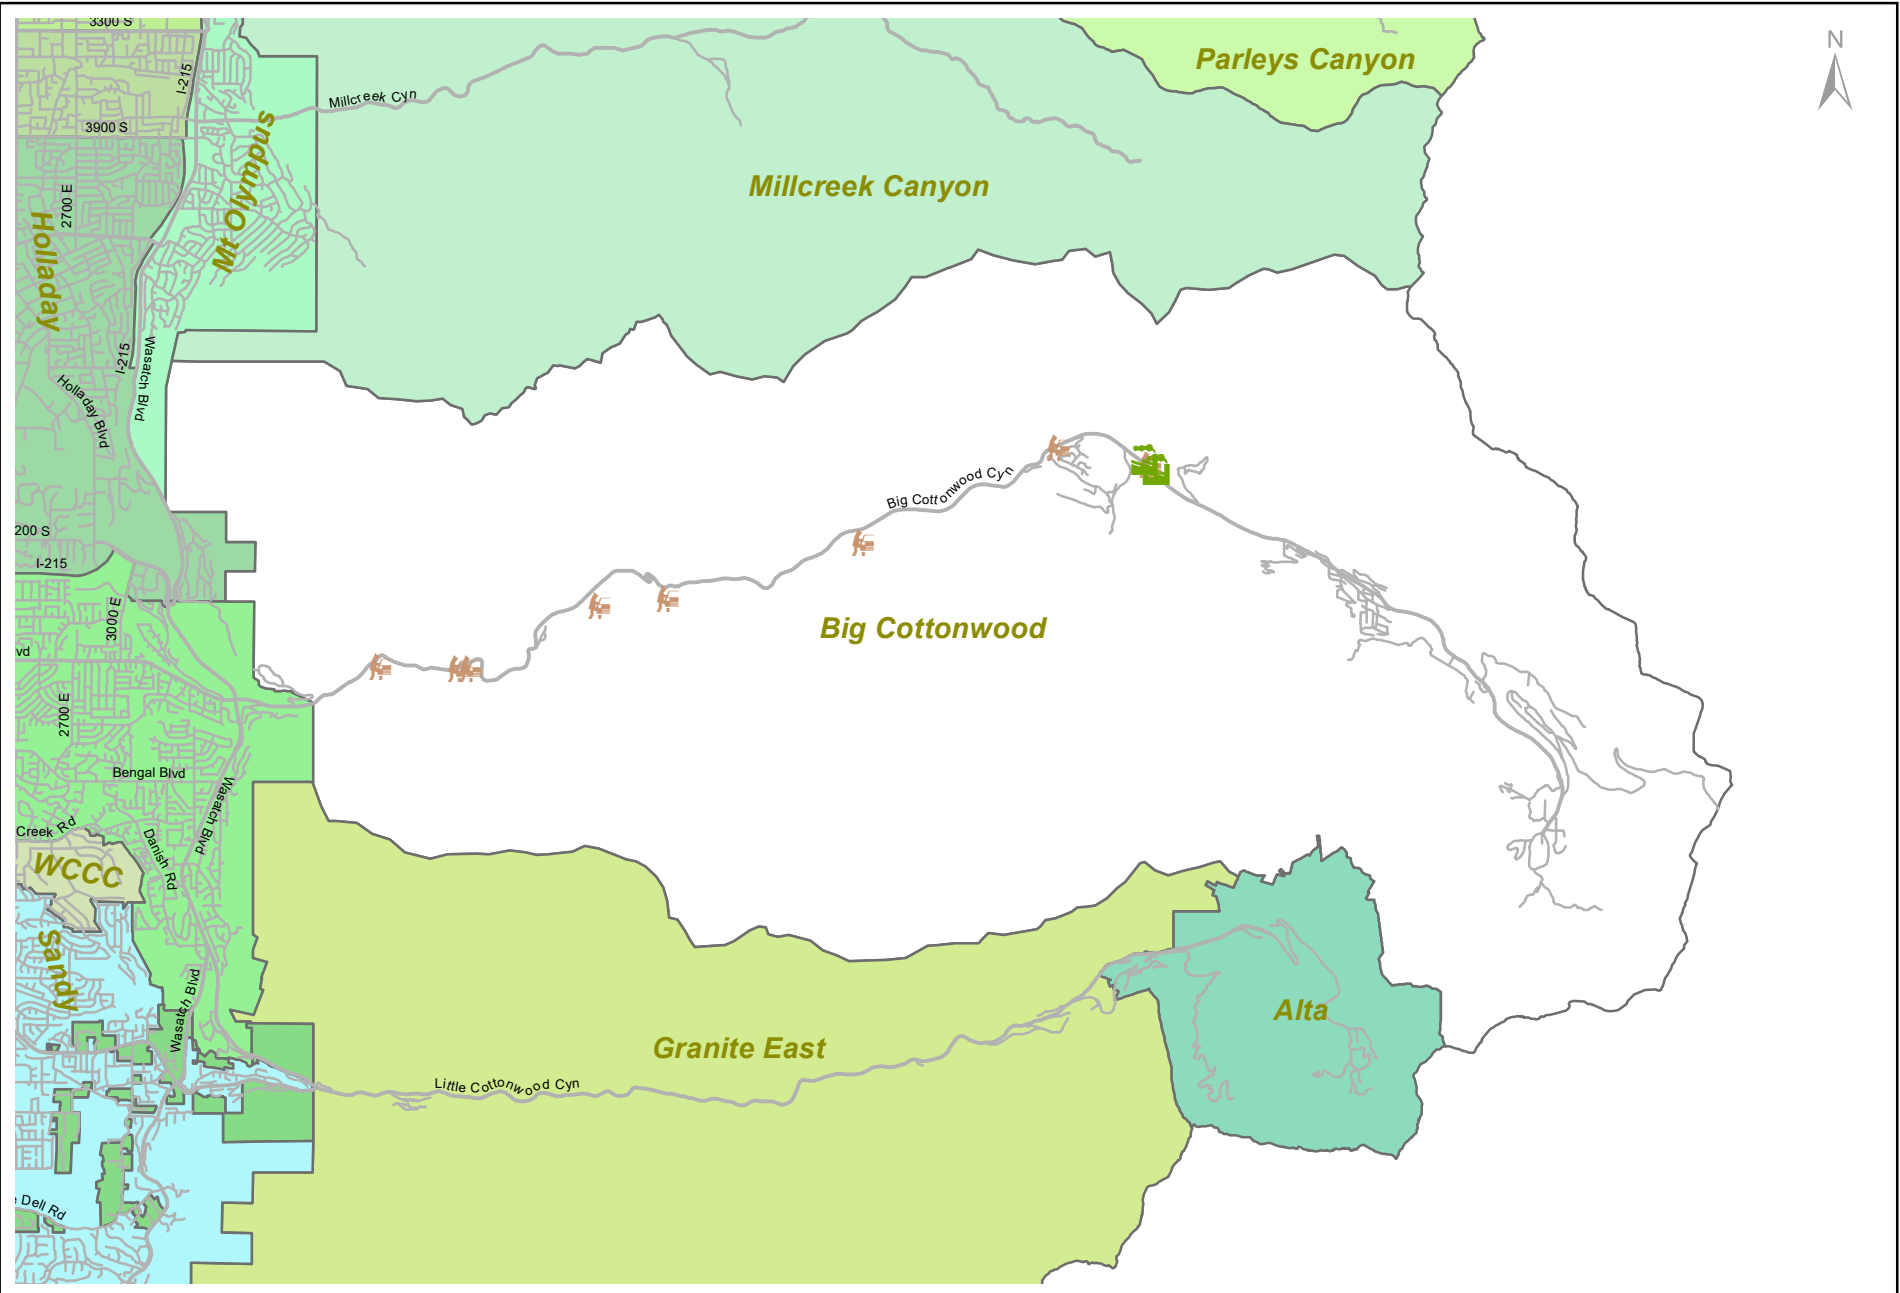 3300 S
Parleys Canyon
N
I-215
Millcreek Cyn
3900 S
Mt Olympus
Millcreek Canyon
2700 E
Holladay
I-215
Wasatch Blvd
Holladay Blvd
Big Cottonwood Cyn
200 S
I-215
3000 E
Big Cottonwood
vd
2700 E
Bengal Blvd
Wasatch Blvd
Creek Rd
Danish Rd
WCCC
Sandy
Wasatch Blvd
Alta
Granite East
Little Cottonwood Cyn
Dell Rd